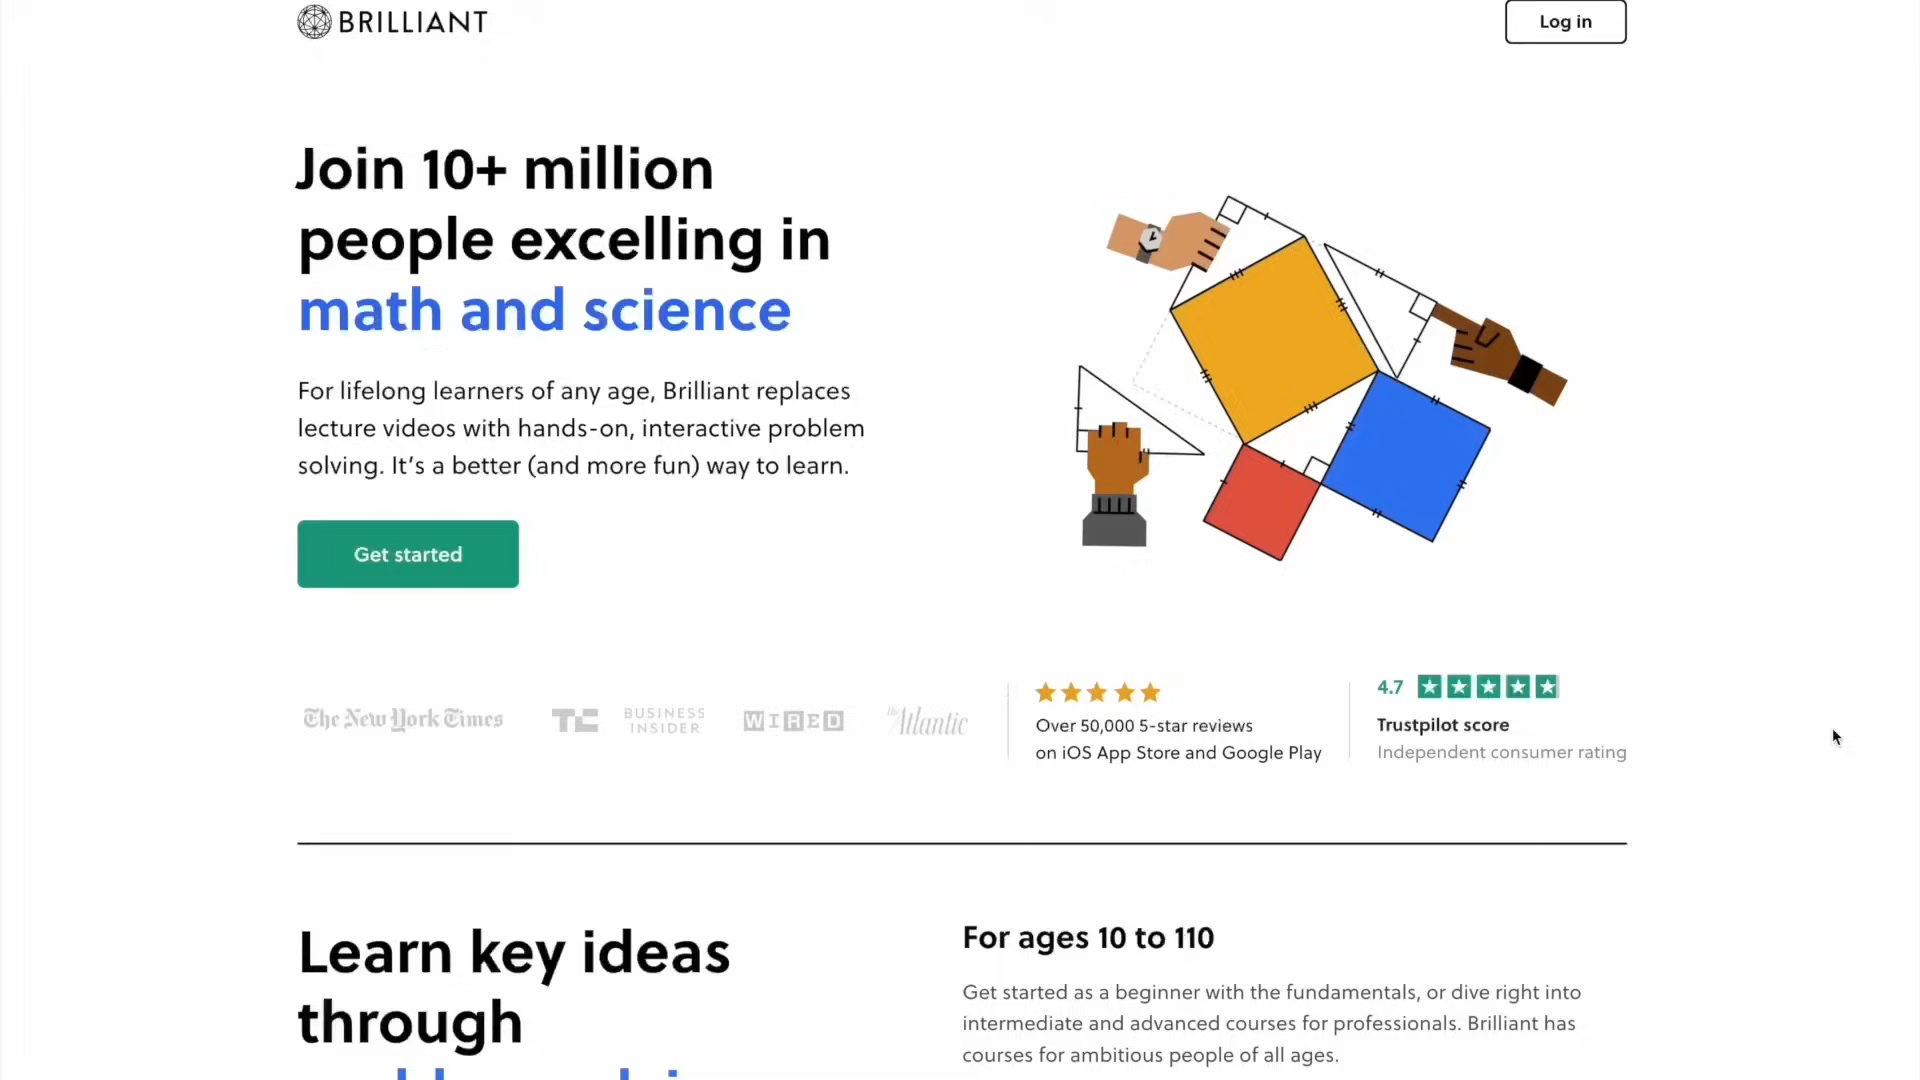 BRILLIANT
Log in
Join 10+ million
people excelling in
math and science
For lifelong learners of any age, Brilliant replaces
lecture videos with hands-on, interactive problem
solving. It’s a better (and more fun) way to learn.
Get started
The New York Times
TC
BUSINESS
INSIDER
WIRED
The Atlantic
Over 50,000 5-star reviews
on iOS App Store and Google Play
4.7
Trustpilot score
Independent consumer rating
Learn key ideas
through
For ages 10 to 110
Get started as a beginner with the fundamentals, or dive right into
intermediate and advanced courses for professionals. Brilliant has
courses for ambitious people of all ages.